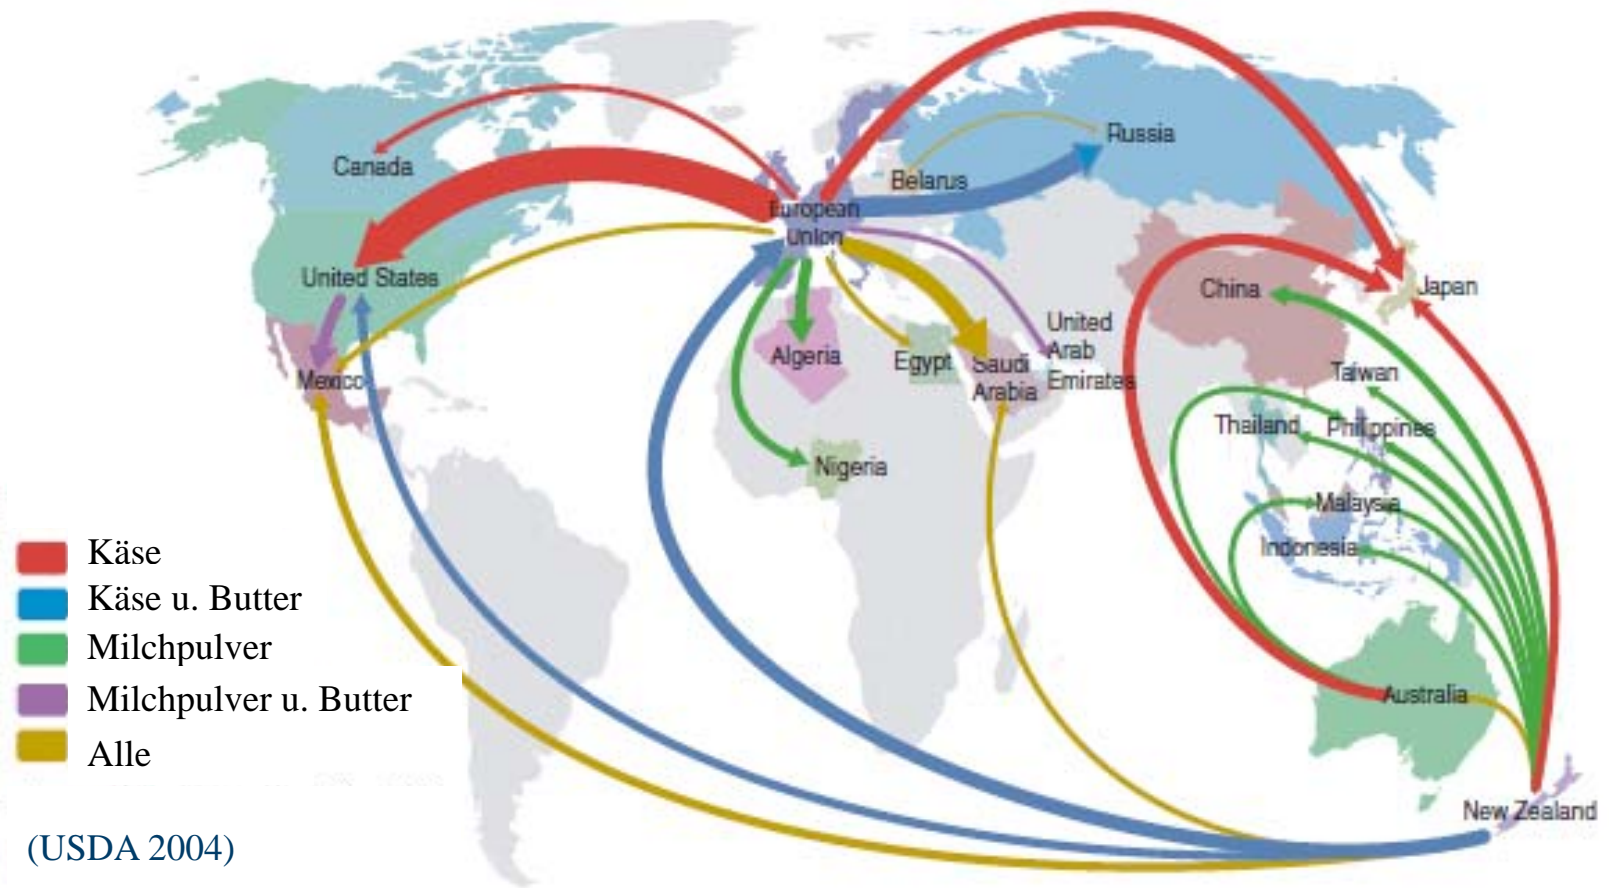 Russia
Canada
Belarus
European
Union
United States
China
Japan
United
Arab
Emirates
Algeria
Egypt
Saudi
Arabia
Mexico
Taiwan
Thailand
Philippines
Nigeria
Malaysia
Indonesia
Australia
New Zealand
Käse
Käse u. Butter
Milchpulver
Milchpulver u. Butter
Alle
(USDA 2004)